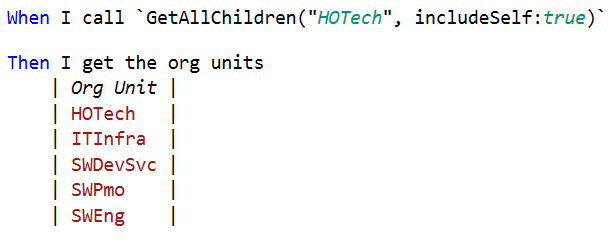 When I call `GetAllChildren("HOTech", includeSelf:true)`
Then I get the org units
| Org Unit |
| HOTech |
| ITInfra |
| SWDevSvc |
| SWPmo |
| SWEng |